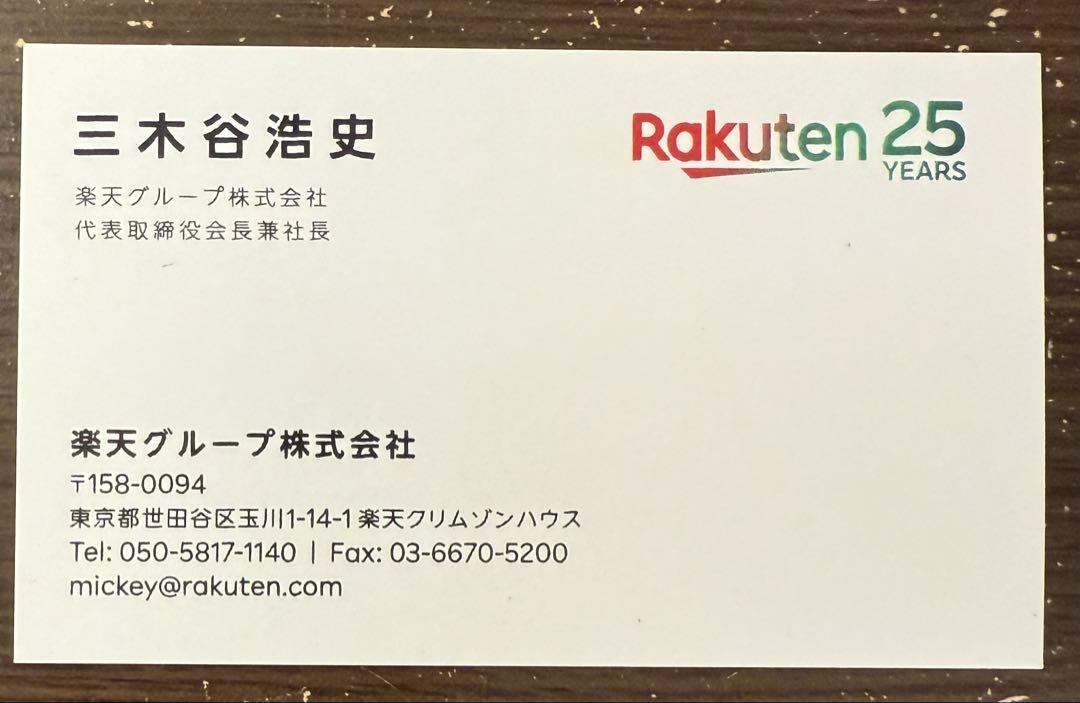 三木谷浩史
楽天グループ株式会社
代表取締役会長兼社長
Rakuten 25
YEARS
楽天グループ株式会社
〒158-0094
東京都世田谷区玉川1-14-1 楽天クリムゾンハウス
Tel: 050-5817-1140 | Fax: 03-6670-5200
mickey@rakuten.com